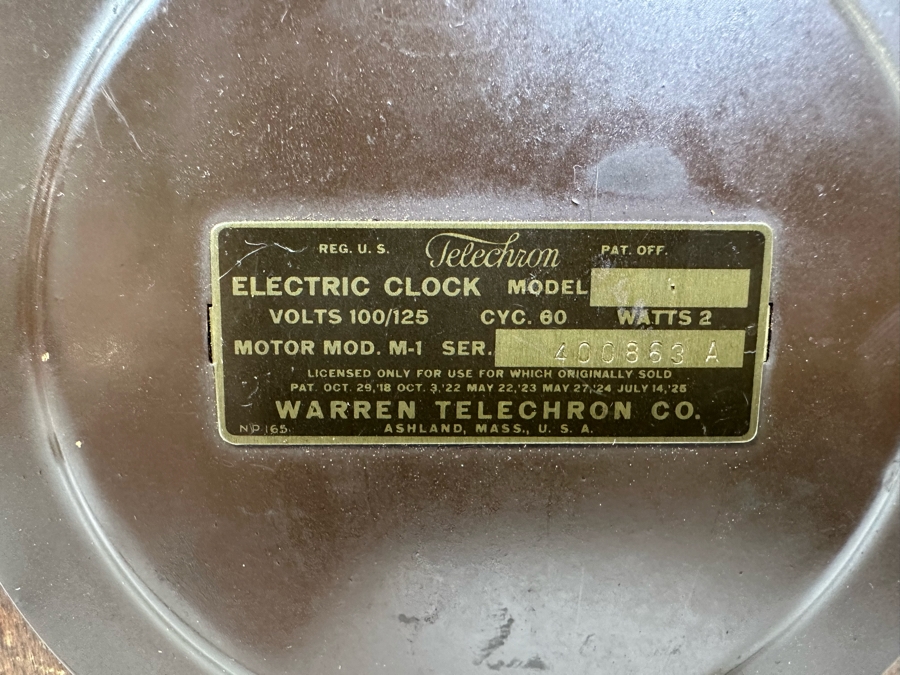 REG. U. S. Telechron PAT. OFF.
ELECTRIC CLOCK MODEL
VOLTS 100/125 CYC. 60 WATTS 2
MOTOR MOD. M-1 SER. 400863 A
LICENSED ONLY FOR USE FOR WHICH ORIGINALLY SOLD
PAT. OCT. 29,'18 OCT. 3,'22 MAY 22,'23 MAY 27,'24 JULY 14,'25
WARREN TELECHRON CO.
NP 165 ASHLAND, MASS., U. S. A.